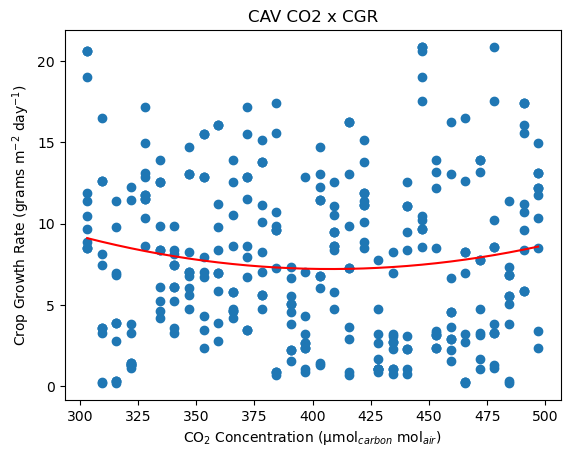 CAV CO2 x CGR
Crop Growth Rate (grams m⁻² day⁻¹)
20
15
10
5
0
300 325 350 375 400 425 450 475 500
CO₂ Concentration (μmol_carbon mol_air)